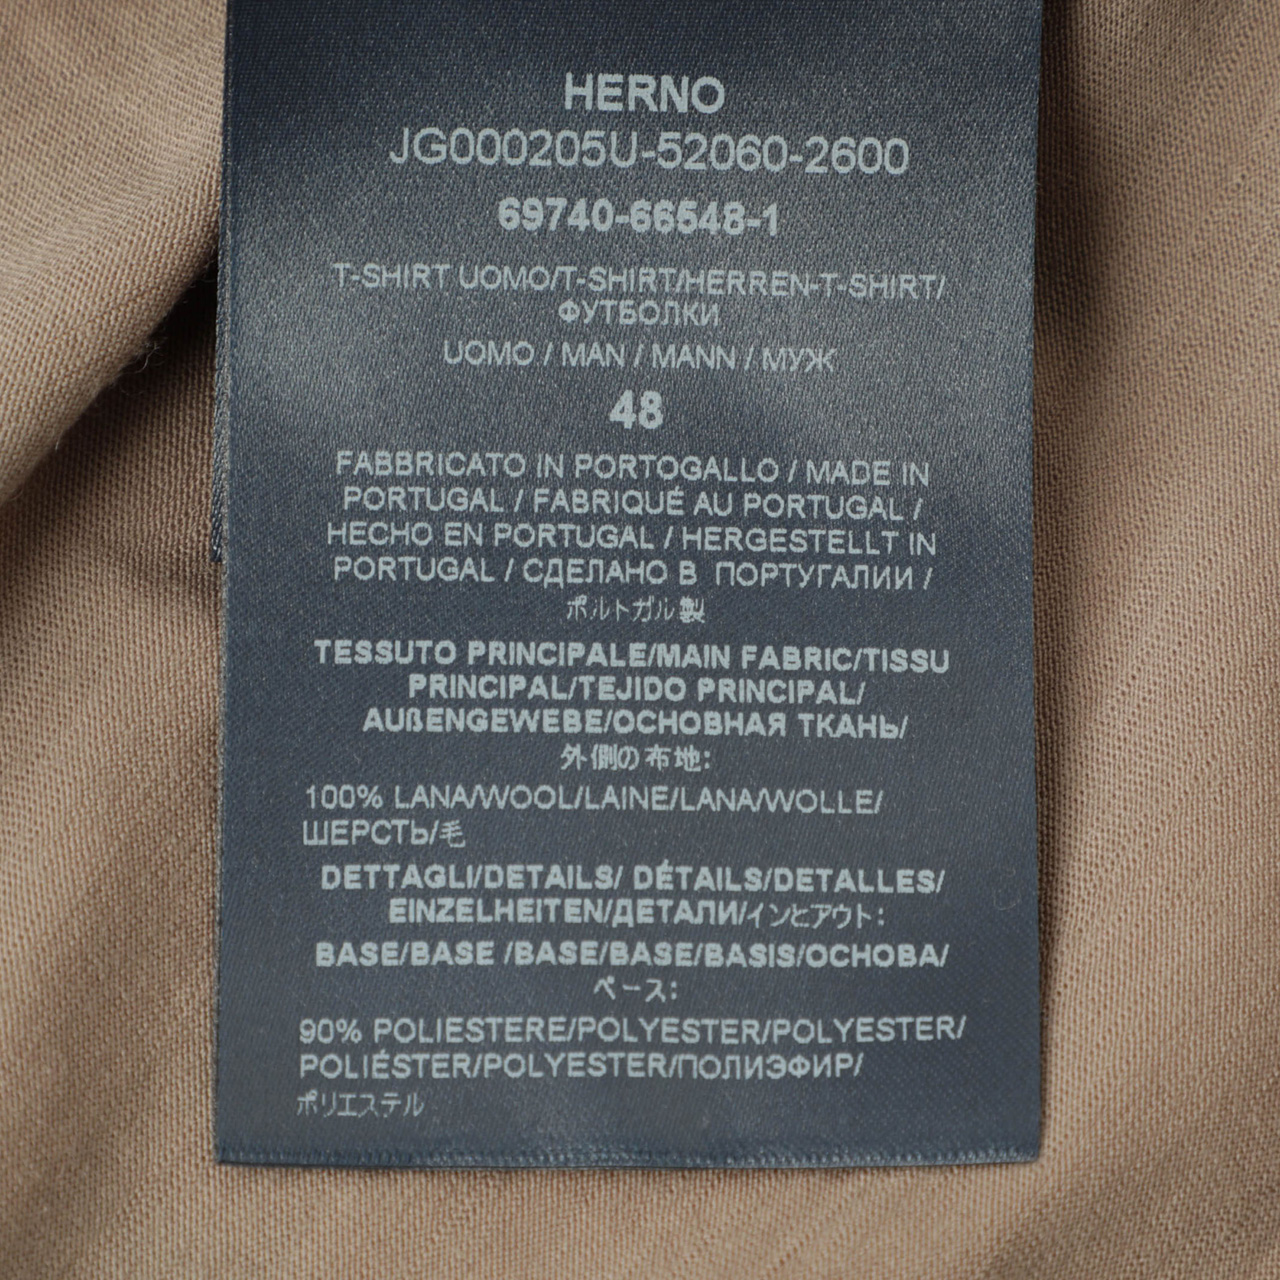 HERNO
JG000205U-52060-2600
69740-66548-1
T-SHIRT UOMO/T-SHIRT/HERREN-T-SHIRT/
ФУТБОЛКИ
UOMO / MAN / MANN / МУЖ
48
FABBRICATO IN PORTOGALLO / MADE IN
PORTUGAL / FABRIQUÉ AU PORTUGAL /
HECHO EN PORTUGAL / HERGESTELLT IN
PORTUGAL / СДЕЛАНО В ПОРТУГАЛИИ /
ポルトガル製
TESSUTO PRINCIPALE/MAIN FABRIC/TISSU
PRINCIPAL/TEJIDO PRINCIPAL/
AUßENGEWEBE/ОСНОВНАЯ ТКАНЬ/
外側の布地:
100% LANA/WOOL/LAINE/LANA/WOLLE/
ШЕРСТЬ/毛
DETTAGLI/DETAILS/ DÉTAILS/DETALLES/
EINZELHEITEN/ДЕТАЛИ/インとアウト:
BASE/BASE /BASE/BASE/BASIS/ОСНОВА/
ベース:
90% POLIESTERE/POLYESTER/POLYESTER/
POLIÉSTER/POLYESTER/ПОЛИЭФИР/
ポリエステル